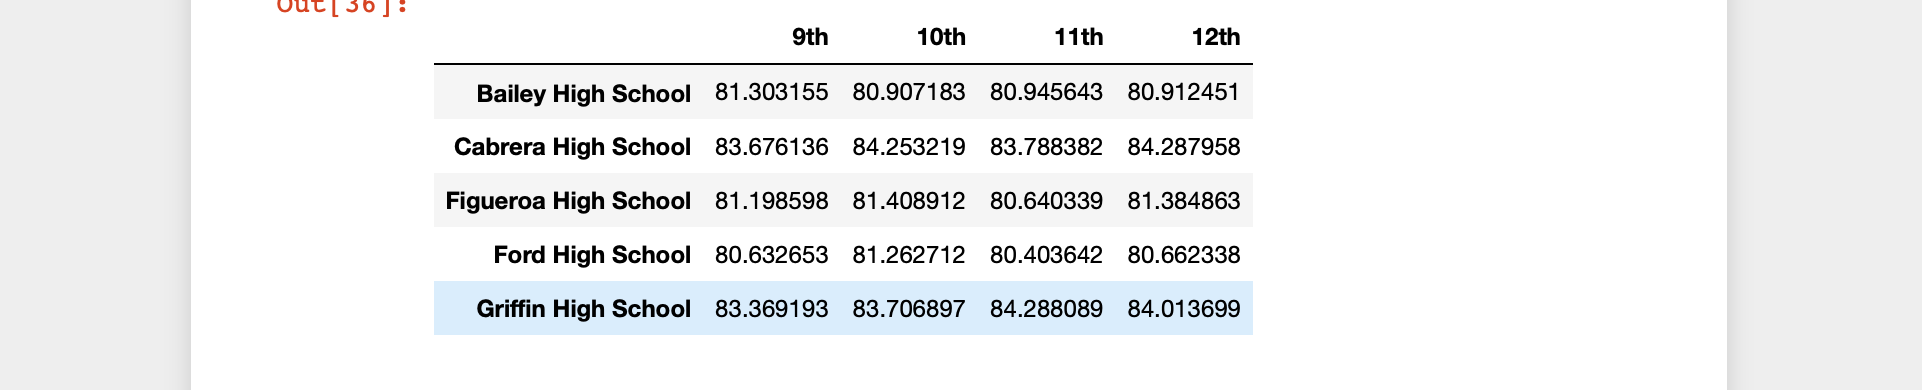 Out[36]:
9th 10th 11th 12th
Bailey High School 81.303155 80.907183 80.945643 80.912451
Cabrera High School 83.676136 84.253219 83.788382 84.287958
Figueroa High School 81.198598 81.408912 80.640339 81.384863
Ford High School 80.632653 81.262712 80.403642 80.662338
Griffin High School 83.369193 83.706897 84.288089 84.013699